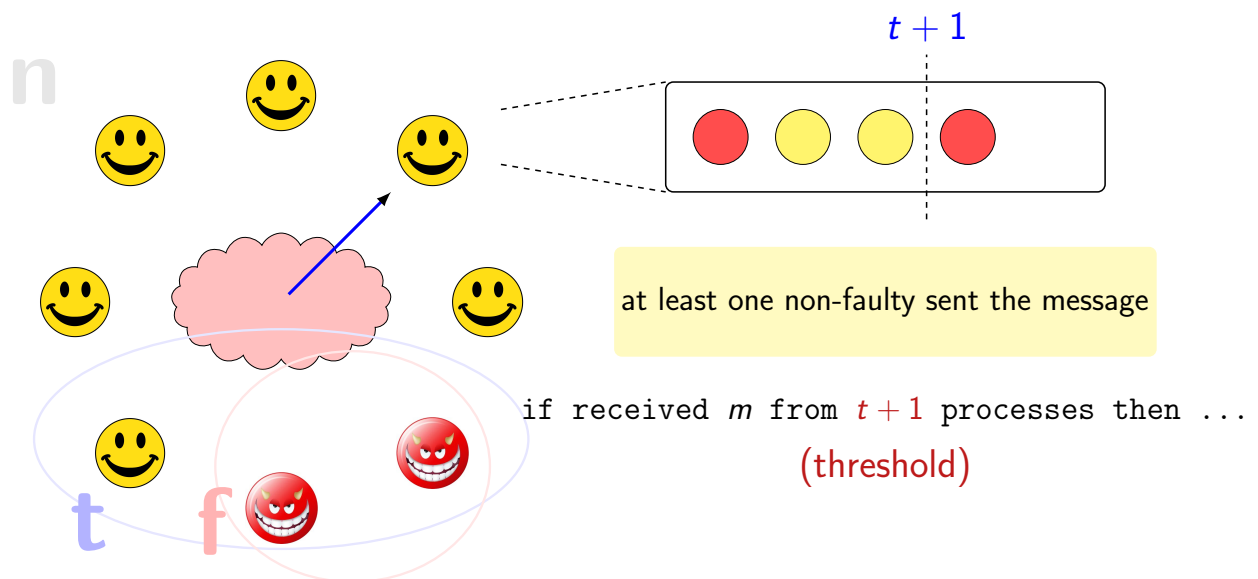 t + 1
n
at least one non-faulty sent the message
if received m from t + 1 processes then ...
(threshold)
t
f